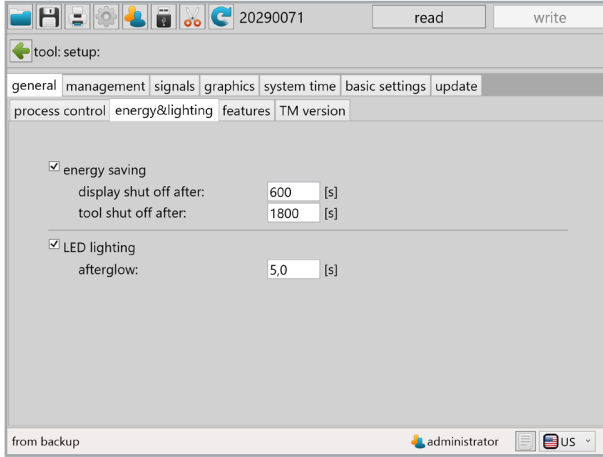 20290071 read write
tool: setup:
general management signals graphics system time basic settings update
process control energy&lighting features TM version
energy saving
display shut off after: 600 [s]
tool shut off after: 1800 [s]
LED lighting
afterglow: 5,0 [s]
from backup administrator US